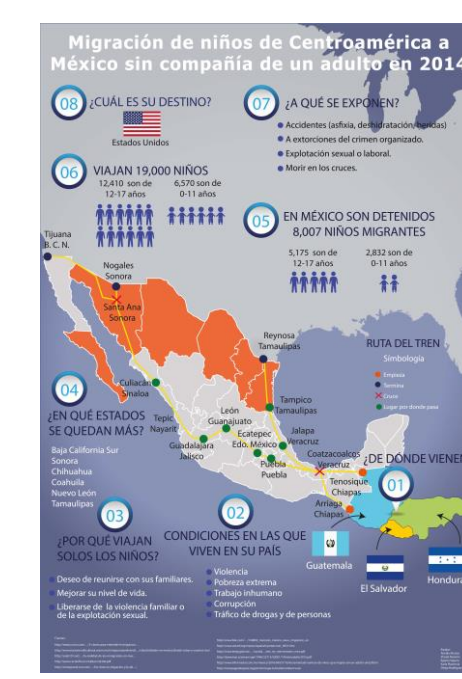 Migración de niños de Centroamérica a
México sin compañía de un adulto en 2014
08 ¿CUÁL ES SU DESTINO?
Estados Unidos
07 ¿A QUÉ SE EXPONEN?
Accidentes (asfixia, deshidratación/heridas)
A extorciones del crimen organizado.
Explotación sexual o laboral.
Morir en los cruces.
06 VIAJAN 19,000 NIÑOS
12,410 son de
12-17 años
6,570 son de
0-11 años
05 EN MÉXICO SON DETENIDOS
8,007 NIÑOS MIGRANTES
5,175 son de
12-17 años
2,832 son de
0-11 años
Tijuana
B. C. N.
Nogales
Sonora
Santa Ana
Sonora
Reynosa
Tamaulipas
RUTA DEL TREN
Simbología
Empieza
Termina
Cruce
Lugar por donde pasa
Culiacán
Sinaloa
Tepic
Nayarit
León
Guanajuato
Guadalajara
Jalisco
Ecatepec
Edo. México
Puebla
Puebla
Tampico
Tamaulipas
Jalapa
Veracruz
Coatzacoalcos
Veracruz
Tenosique
Chiapas
Arriaga
Chiapas
04
¿EN QUÉ ESTADOS
SE QUEDAN MÁS?
Baja California Sur
Sonora
Chihuahua
Coahuila
Nuevo León
Tamaulipas
¿DE DÓNDE VIENEN
01
Guatemala
El Salvador
Hondura
03
¿POR QUÉ VIAJAN
SOLOS LOS NIÑOS?
Deseo de reunirse con sus familiares.
Mejorar su nivel de vida.
Liberarse de la violencia familiar o
de la explotación sexual.
02
CONDICIONES EN LAS QUE
VIVEN EN SU PAÍS
Violencia
Pobreza extrema
Trabajo inhumano
Corrupción
Tráfico de drogas y de personas